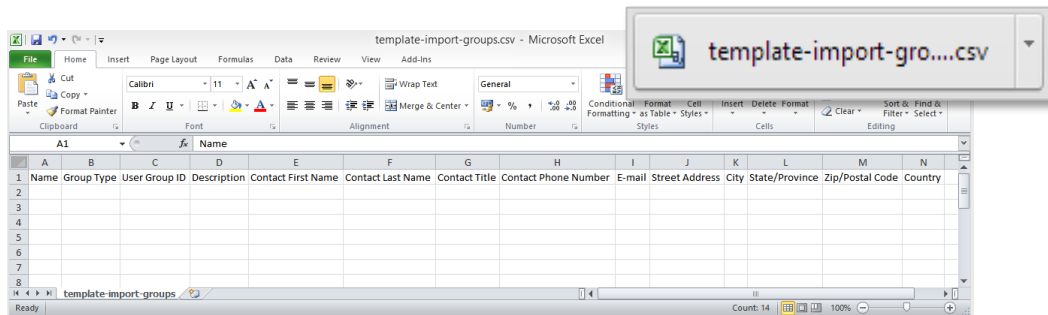 template-import-groups.csv - Microsoft Excel
template-import-gro....csv
File Home Insert Page Layout Formulas Data Review View Add-Ins
Paste Cut Calibri 11 A A Wrap Text General Conditional Formatting Format as Table Cell Styles Insert Delete Format Clear Sort & Filter Find & Select
Copy
Format Painter B I U A Merge & Center % , .0 .00 .00 .0
Clipboard Font Alignment Number Styles Cells Editing
A1 fx Name
A B C D E F G H I J K L M N
1 Name Group Type User Group ID Description Contact First Name Contact Last Name Contact Title Contact Phone Number E-mail Street Address City State/Province Zip/Postal Code Country
2
3
4
5
6
7
8
template-import-groups
Ready Count: 14 100%